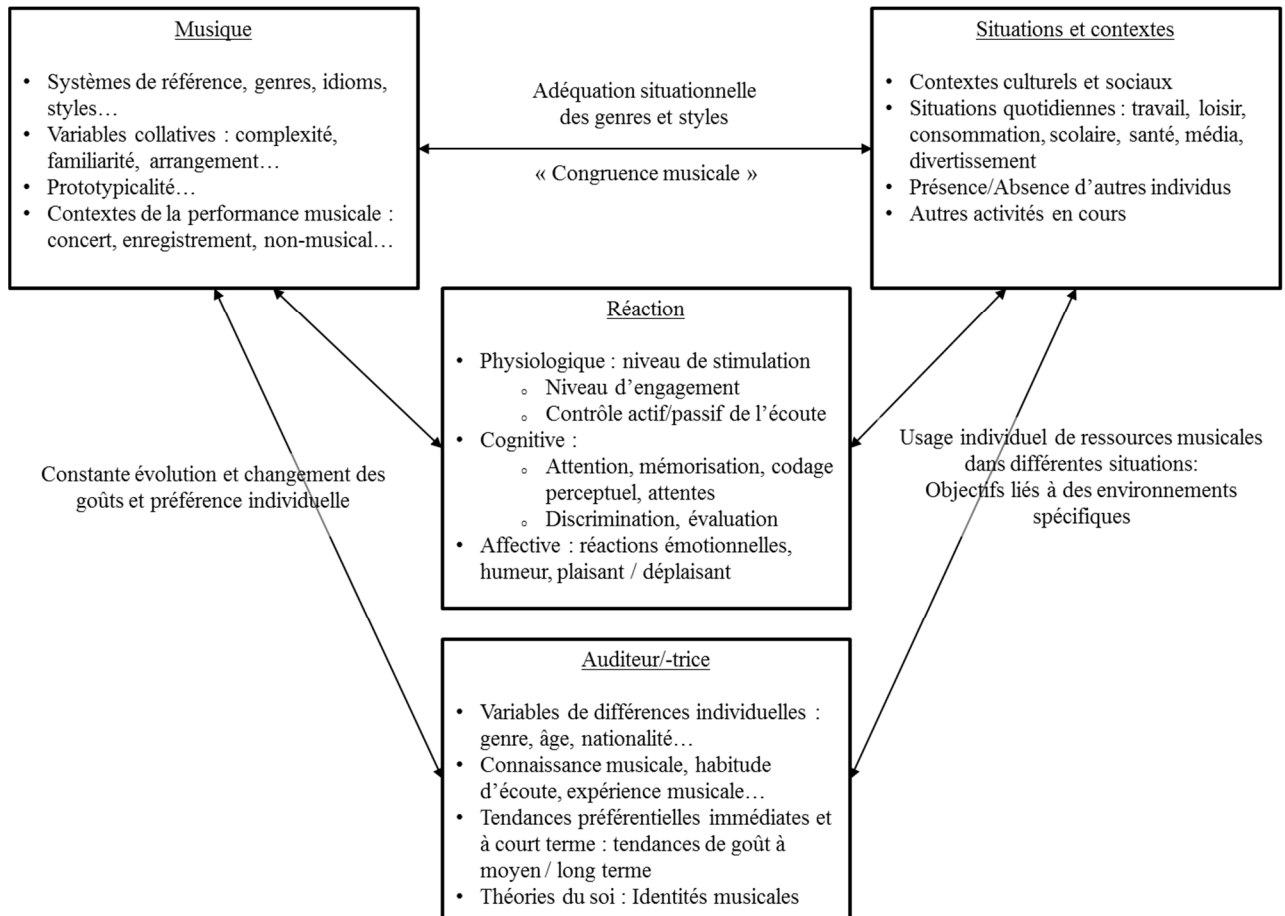 Musique
• Systèmes de référence, genres, idioms,
styles…
• Variables collatives : complexité,
familiarité, arrangement…
• Prototypicalité…
• Contextes de la performance musicale :
concert, enregistrement, non-musical…
Adéquation situationnelle
des genres et styles
« Congruence musicale »
Situations et contextes
• Contextes culturels et sociaux
• Situations quotidiennes : travail, loisir,
consommation, scolaire, santé, média,
divertissement
• Présence/Absence d’autres individus
• Autres activités en cours
Réaction
• Physiologique : niveau de stimulation
o Niveau d’engagement
o Contrôle actif/passif de l’écoute
• Cognitive :
o Attention, mémorisation, codage
perceptuel, attentes
o Discrimination, évaluation
• Affective : réactions émotionnelles,
humeur, plaisant / déplaisant
Constante évolution et changement des
goûts et préférence individuelle
Usage individuel de ressources musicales
dans différentes situations:
Objectifs liés à des environnements
spécifiques
Auditeur/-trice
• Variables de différences individuelles :
genre, âge, nationalité…
• Connaissance musicale, habitude
d’écoute, expérience musicale…
• Tendances préférentielles immédiates et
à court terme : tendances de goût à
moyen / long terme
• Théories du soi : Identités musicales